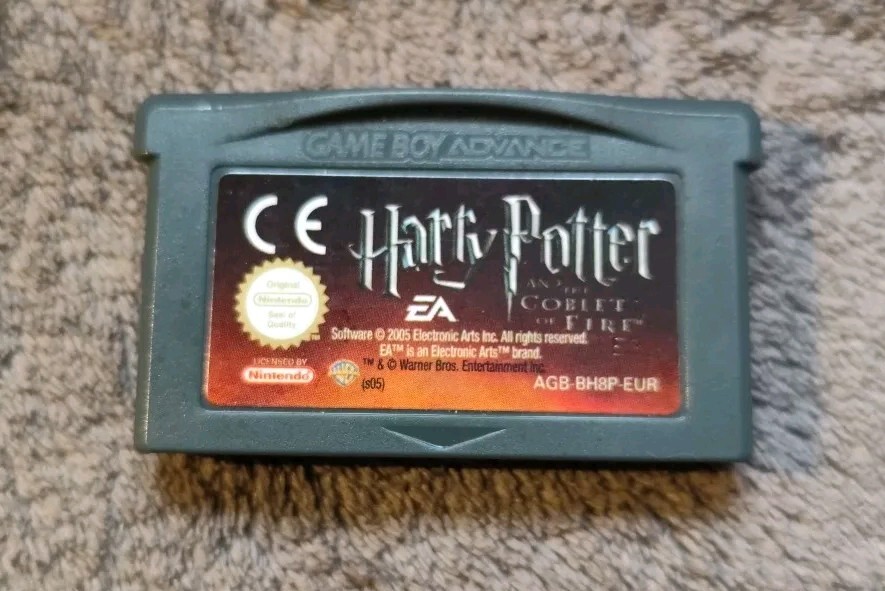 GAME BOY ADVANCE
CE
Harry Potter
AND THE
GOBLET
OF FIRE™
Original
Nintendo
Seal of
Quality
TM
EA
Software © 2005 Electronic Arts Inc. All rights reserved.
EA™ is an Electronic Arts™ brand.
™ & © Warner Bros. Entertainment Inc.
(s05)
LICENSED BY
Nintendo
AGB-BH8P-EUR